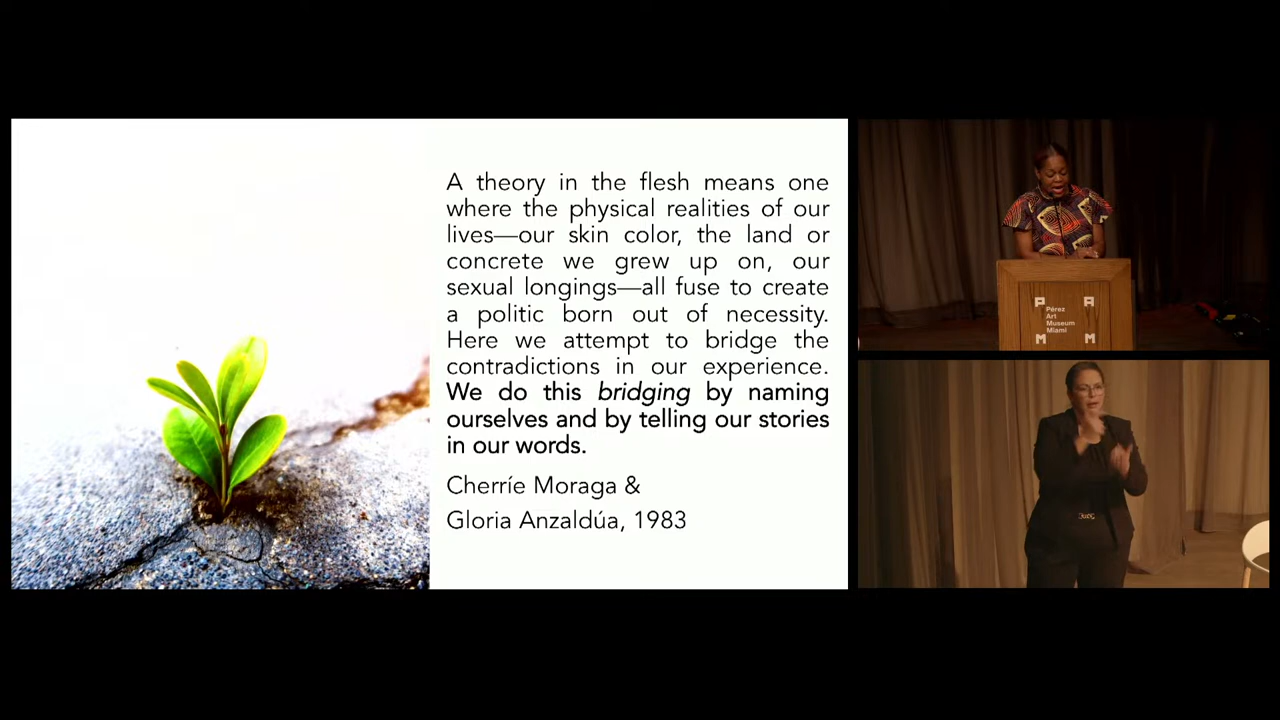 A theory in the flesh means one
where the physical realities of our
lives—our skin color, the land or
concrete we grew up on, our
sexual longings—all fuse to create
a politic born out of necessity.
Here we attempt to bridge the
contradictions in our experience.
We do this bridging by naming
ourselves and by telling our stories
in our words.
Cherríe Moraga &
Gloria Anzaldúa, 1983
P A
Pérez
Art
Museum
Miami
M M